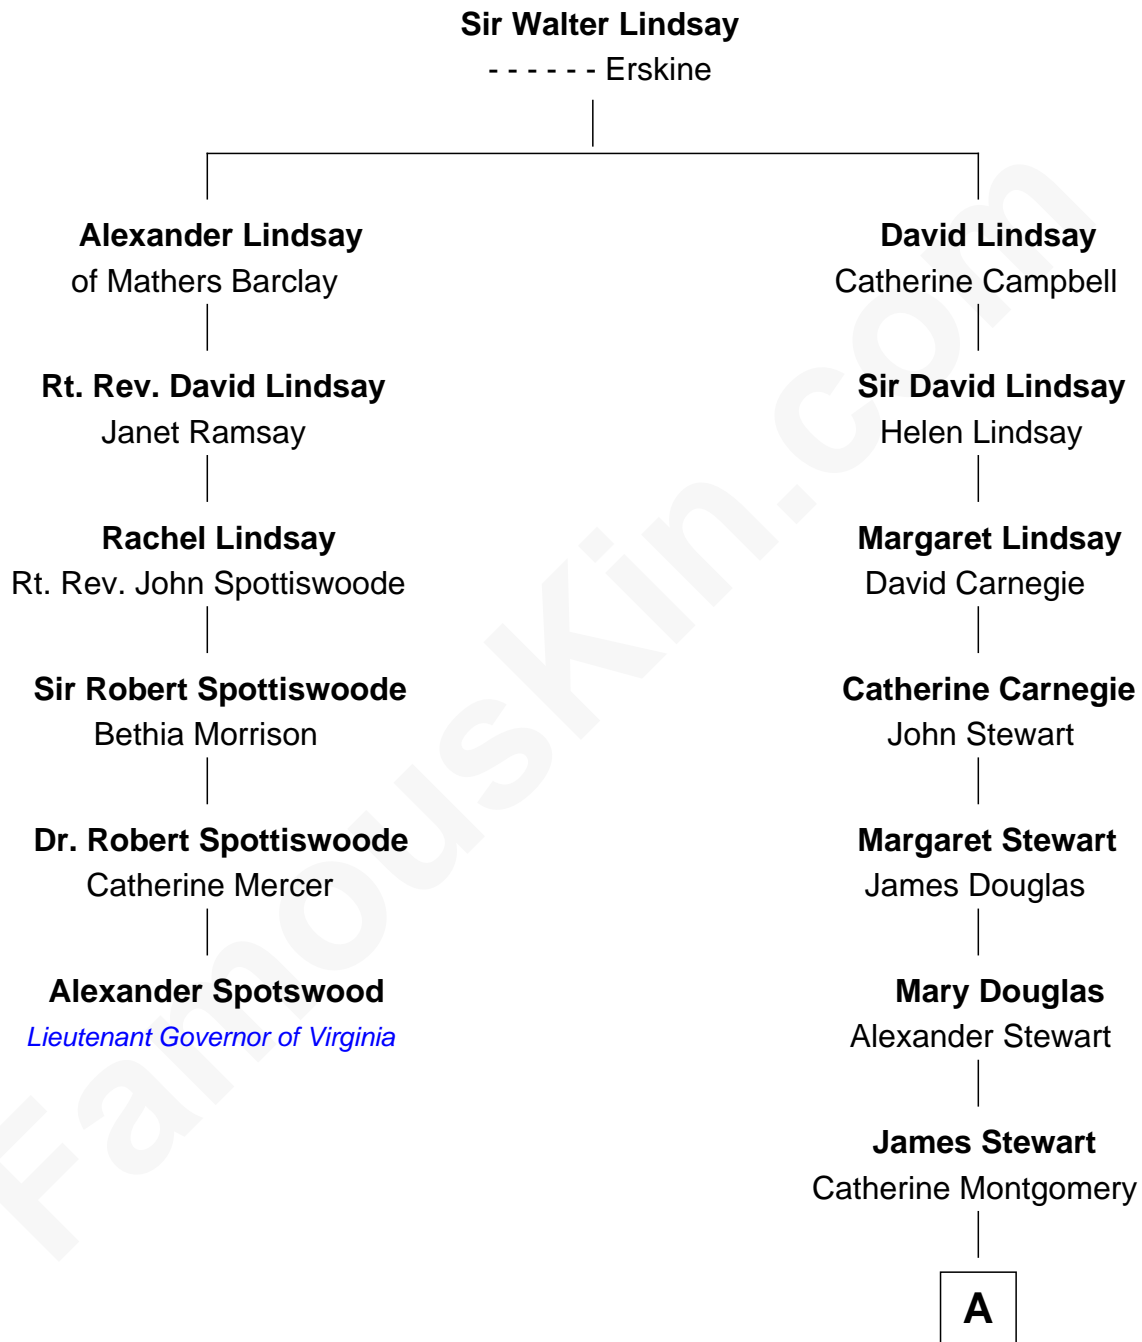 Sir Walter Lindsay
- - - - - - Erskine
Alexander Lindsay
of Mathers Barclay
David Lindsay
Catherine Campbell
Rt. Rev. David Lindsay
Janet Ramsay
Sir David Lindsay
Helen Lindsay
Rachel Lindsay
Rt. Rev. John Spottiswoode
Margaret Lindsay
David Carnegie
Sir Robert Spottiswoode
Bethia Morrison
Catherine Carnegie
John Stewart
Dr. Robert Spottiswoode
Catherine Mercer
Margaret Stewart
James Douglas
Alexander Spotswood
Lieutenant Governor of Virginia
Mary Douglas
Alexander Stewart
James Stewart
Catherine Montgomery
A
FamousKin.com